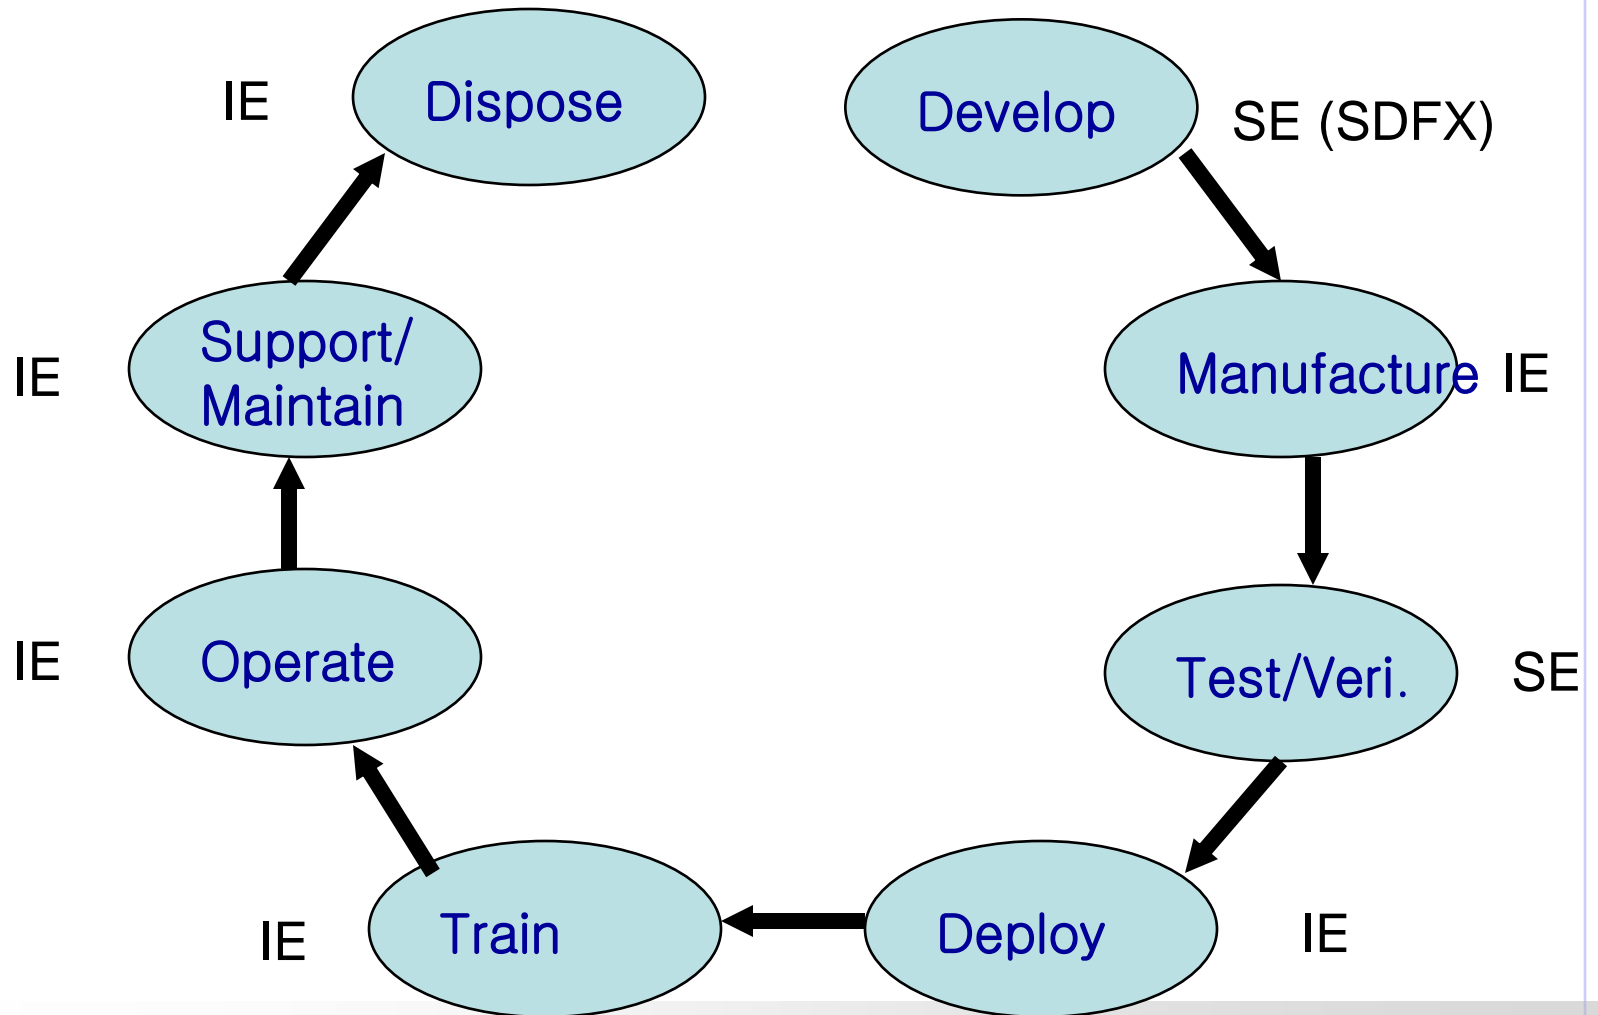 IE
Dispose
Develop
SE (SDFX)
IE
Support/
Maintain
Manufacture
IE
IE
Operate
Test/Veri.
SE
IE
Train
Deploy
IE